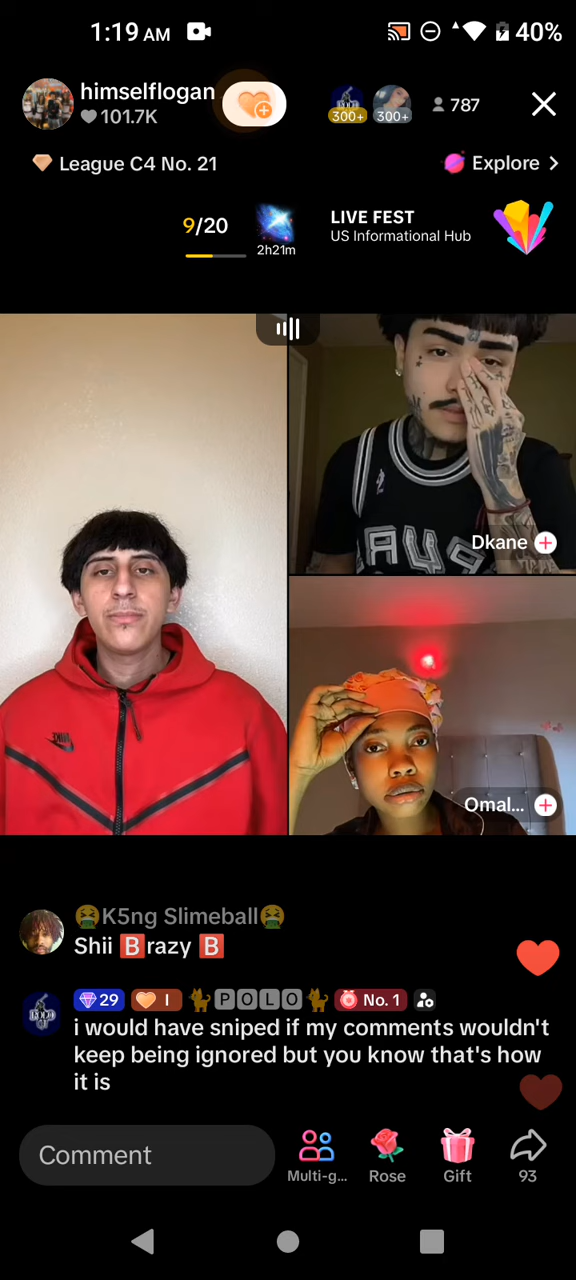 1:19 AM
40%
himselflogan
101.7K
300+
300+
787
League C4 No. 21
Explore
9/20
2h21m
LIVE FEST
US Informational Hub
Dkane
Omal...
K5ng Slimeball
Shii B razy B
29 I POLO No. 1
i would have sniped if my comments wouldn't
keep being ignored but you know that's how
it is
Comment
Multi-g...
Rose
Gift
93